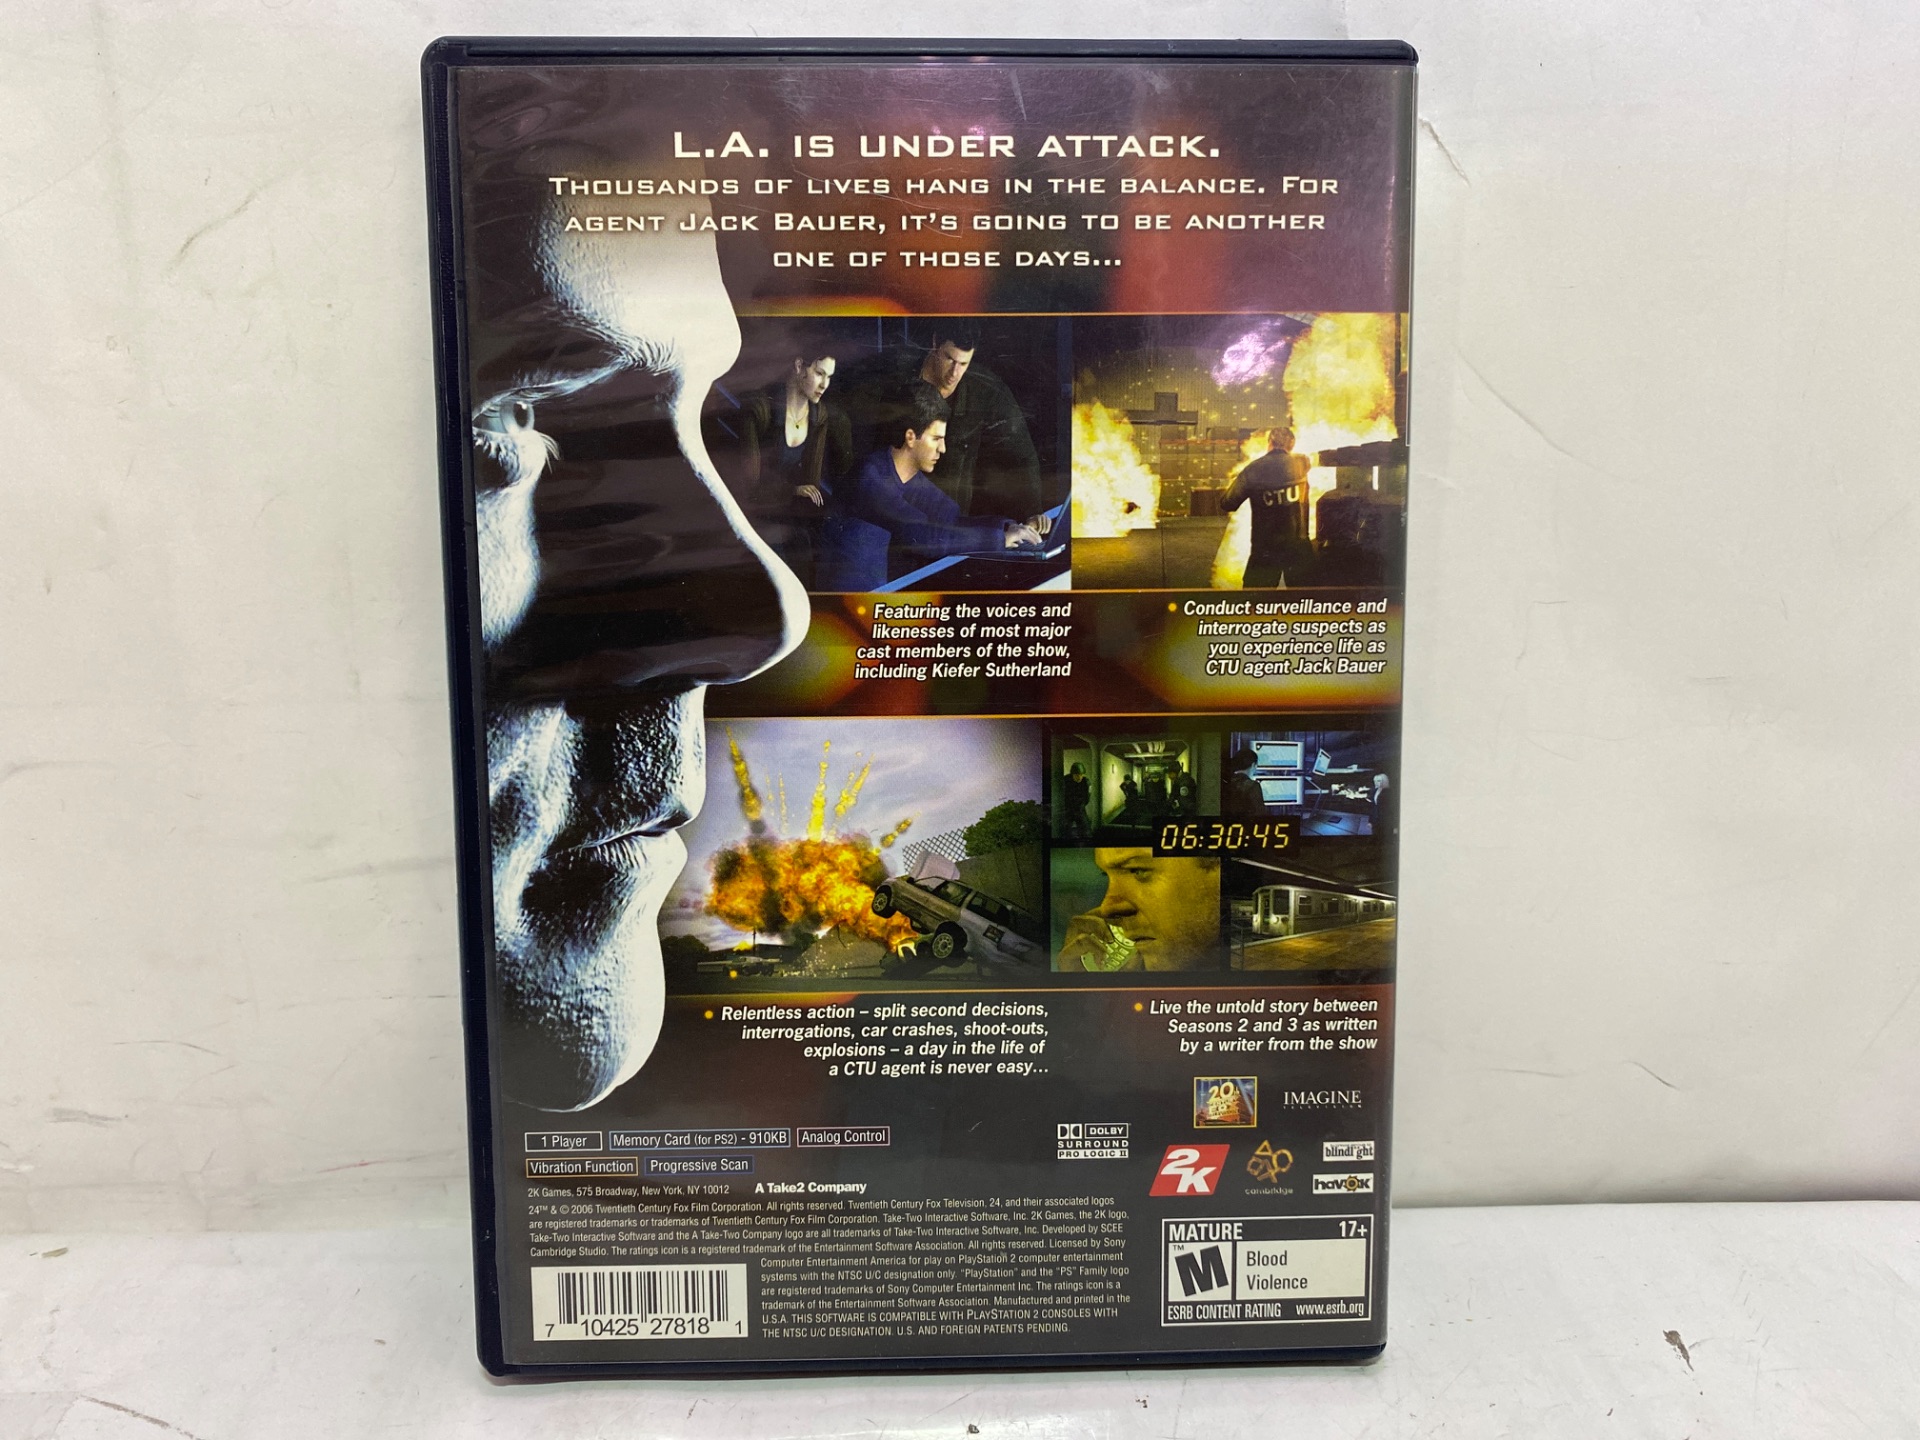 L.A. IS UNDER ATTACK.
THOUSANDS OF LIVES HANG IN THE BALANCE. FOR
AGENT JACK BAUER, IT'S GOING TO BE ANOTHER
ONE OF THOSE DAYS...
CTU
• Featuring the voices and
likenesses of most major
cast members of the show,
including Kiefer Sutherland
• Conduct surveillance and
interrogate suspects as
you experience life as
CTU agent Jack Bauer
06:30:45
• Relentless action – split second decisions,
interrogations, car crashes, shoot-outs,
explosions – a day in the life of
a CTU agent is never easy...
• Live the untold story between
Seasons 2 and 3 as written
by a writer from the show
20th
IMAGINE
TELEVISION
1 Player
Memory Card (for PS2) - 910KB
Analog Control
Vibration Function
Progressive Scan
DOLBY
SURROUND
PRO LOGIC II
2K
cambridge
blindlight
havok
2K Games, 575 Broadway, New York, NY 10012
A Take2 Company
24™ & © 2006 Twentieth Century Fox Film Corporation. All rights reserved. Twentieth Century Fox Television, 24, and their associated logos
are registered trademarks or trademarks of Twentieth Century Fox Film Corporation. Take-Two Interactive Software, Inc. 2K Games, the 2K logo,
Take-Two Interactive Software and the A Take-Two Company logo are all trademarks of Take-Two Interactive Software, Inc. Developed by SCEE
Cambridge Studio. The ratings icon is a registered trademark of the Entertainment Software Association. All rights reserved. Licensed by Sony
Computer Entertainment America for play on PlayStation 2 computer entertainment
systems with the NTSC U/C designation only. "PlayStation" and the "PS" Family logo
are registered trademarks of Sony Computer Entertainment Inc. The ratings icon is a
trademark of the Entertainment Software Association. Manufactured and printed in the
U.S.A. THIS SOFTWARE IS COMPATIBLE WITH PLAYSTATION 2 CONSOLES WITH
THE NTSC U/C DESIGNATION. U.S. AND FOREIGN PATENTS PENDING.
7 10425 27818 1
MATURE 17+
M™
Blood
Violence
ESRB CONTENT RATING www.esrb.org